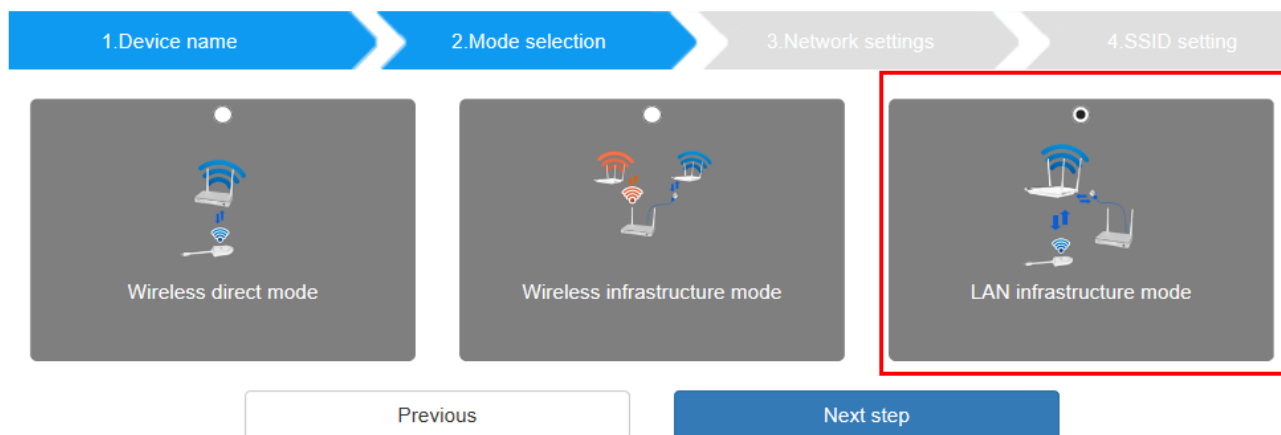 1.Device name
2.Mode selection
3.Network settings
4.SSID setting
Wireless direct mode
Wireless infrastructure mode
LAN infrastructure mode
Previous
Next step